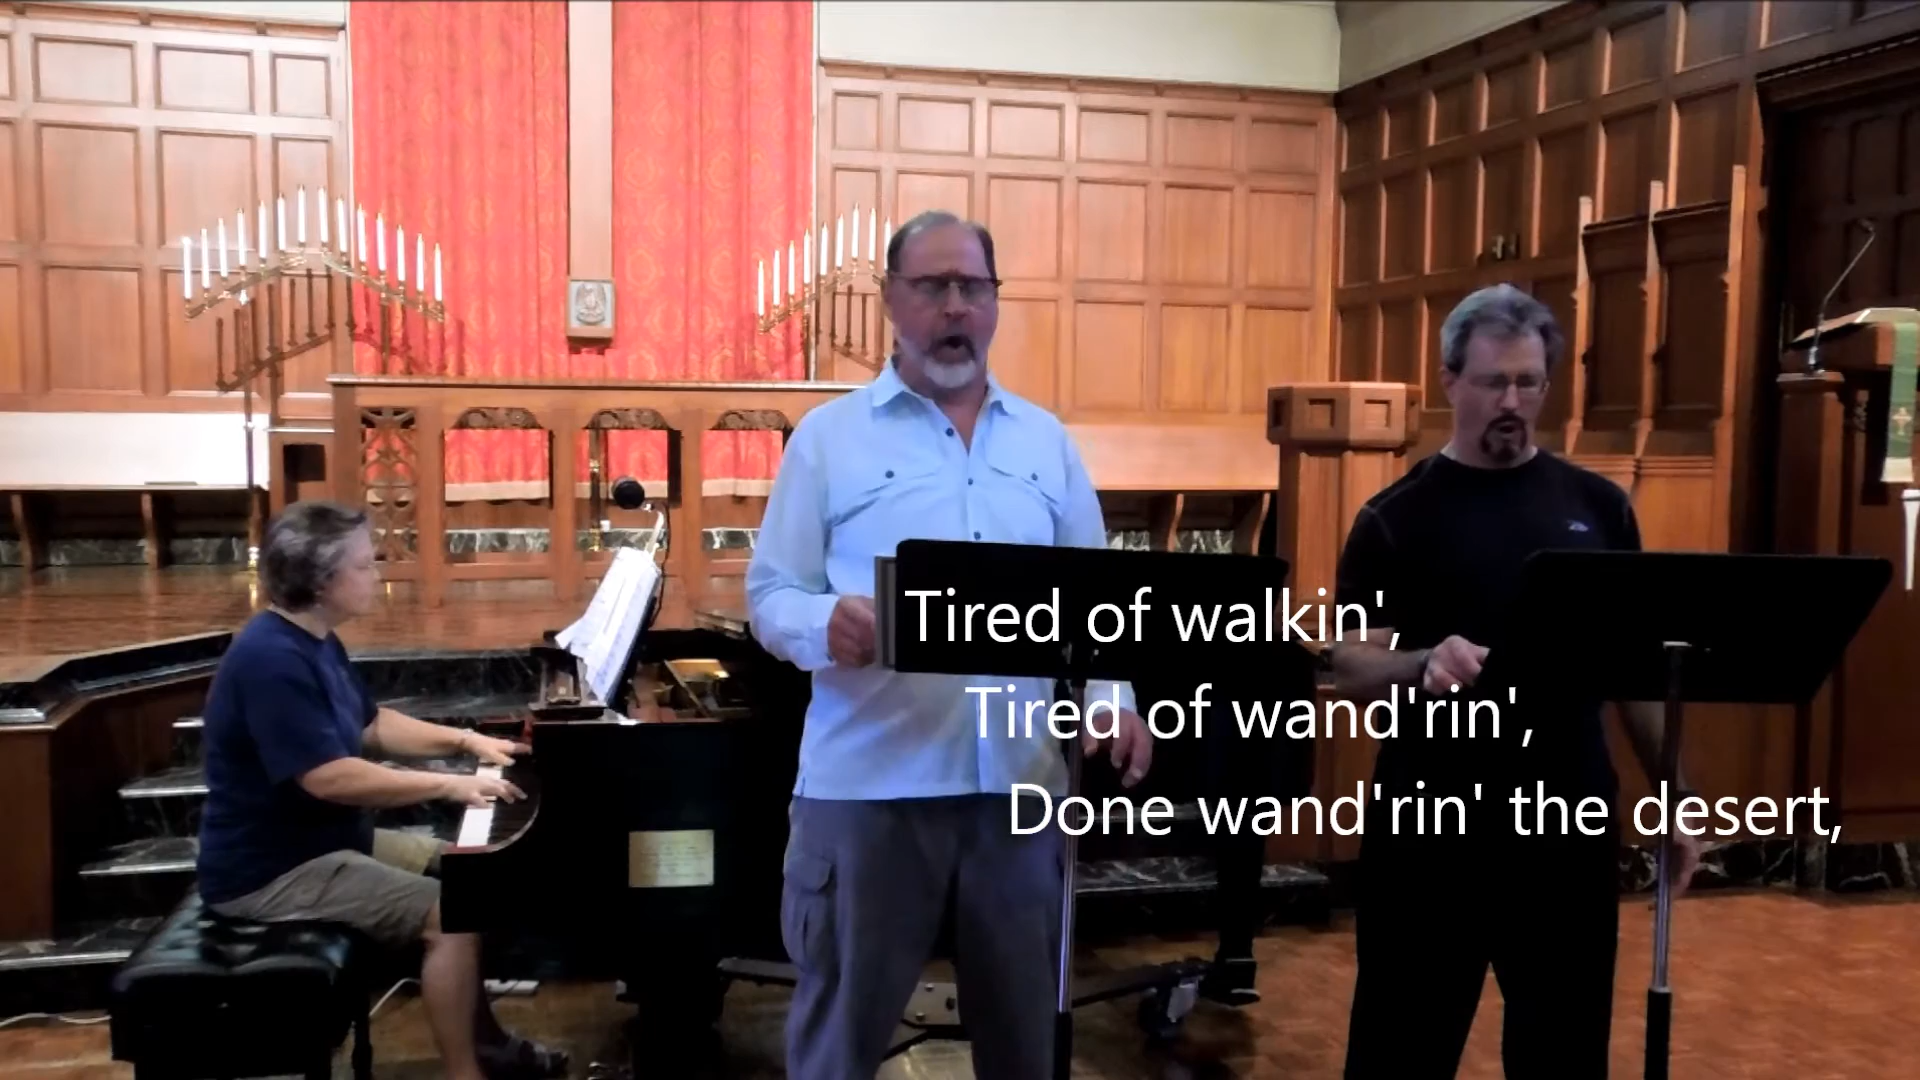 Tired of walkin',
Tired of wand'rin',
Done wand'rin' the desert,